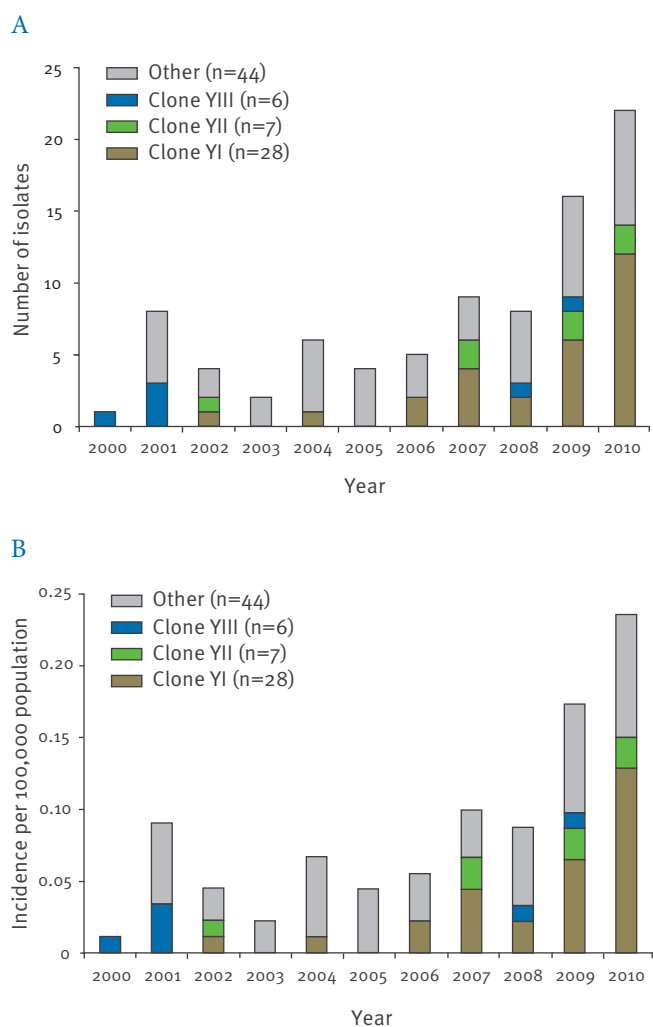 A
Number of isolates
25
20
15
10
5
0
Other (n=44)
Clone YIII (n=6)
Clone YII (n=7)
Clone YI (n=28)
2000 2001 2002 2003 2004 2005 2006 2007 2008 2009 2010
Year
B
Incidence per 100,000 population
0.25
0.20
0.15
0.10
0.05
0
Other (n=44)
Clone YIII (n=6)
Clone YII (n=7)
Clone YI (n=28)
2000 2001 2002 2003 2004 2005 2006 2007 2008 2009 2010
Year